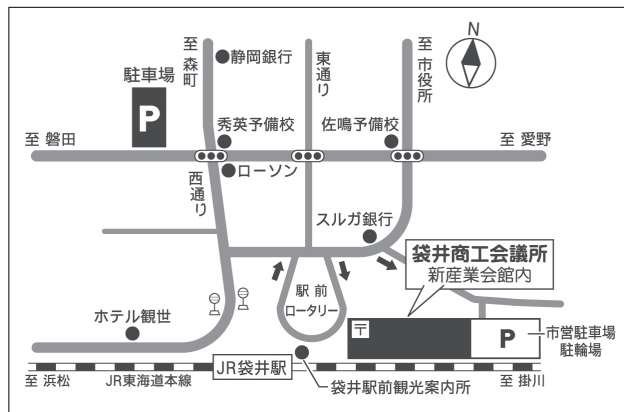 至 森町
静岡銀行
東通り
至 市役所
N
駐車場
P
秀英予備校
佐鳴予備校
至 磐田
至 愛野
ローソン
西通り
スルガ銀行
袋井商工会議所
新産業会館内
駅前
ロータリー
ホテル観世
〒
P
市営駐車場
駐輪場
JR袋井駅
至 浜松
JR東海道本線
袋井駅前観光案内所
至 掛川